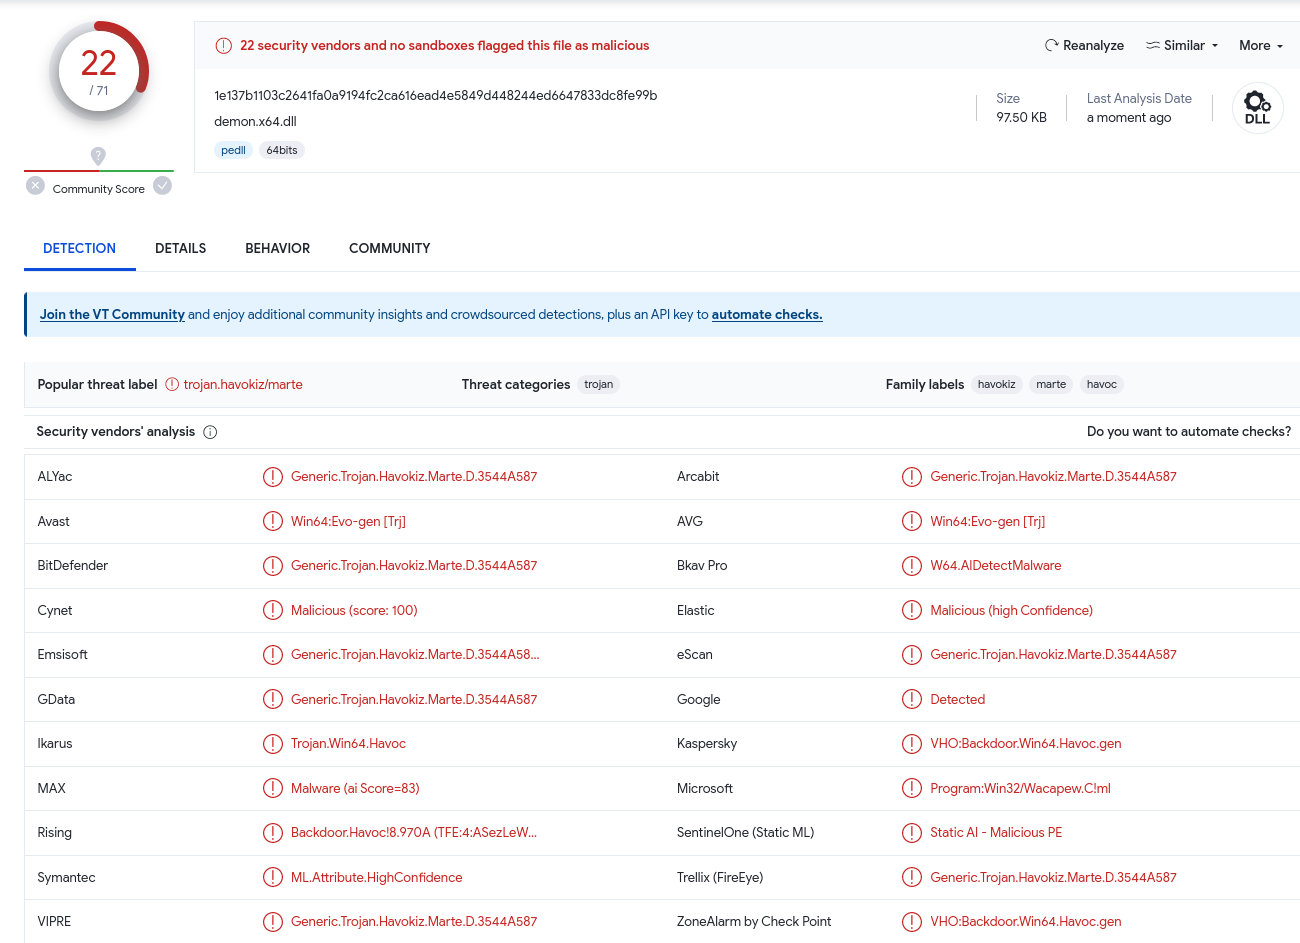 22
/ 71
?
Community Score
22 security vendors and no sandboxes flagged this file as malicious
Reanalyze Similar More
1e137b1103c2641fa0a9194fc2ca616ead4e5849d448244ed6647833dc8fe99b
demon.x64.dll
pedll 64bits
Size
97.50 KB
Last Analysis Date
a moment ago
DLL
DETECTION DETAILS BEHAVIOR COMMUNITY
Join the VT Community and enjoy additional community insights and crowdsourced detections, plus an API key to automate checks.
Popular threat label trojan.havokiz/marte Threat categories trojan Family labels havokiz marte havoc
Security vendors' analysis Do you want to automate checks?
ALYac Generic.Trojan.Havokiz.Marte.D.3544A587 Arcabit Generic.Trojan.Havokiz.Marte.D.3544A587
Avast Win64:Evo-gen [Trj] AVG Win64:Evo-gen [Trj]
BitDefender Generic.Trojan.Havokiz.Marte.D.3544A587 Bkav Pro W64.AIDetectMalware
Cynet Malicious (score: 100) Elastic Malicious (high Confidence)
Emsisoft Generic.Trojan.Havokiz.Marte.D.3544A58... eScan Generic.Trojan.Havokiz.Marte.D.3544A587
GData Generic.Trojan.Havokiz.Marte.D.3544A587 Google Detected
Ikarus Trojan.Win64.Havoc Kaspersky VHO:Backdoor.Win64.Havoc.gen
MAX Malware (ai Score=83) Microsoft Program:Win32/Wacapew.C!ml
Rising Backdoor.Havoc!8.970A (TFE:4:ASezLeW... SentinelOne (Static ML) Static AI - Malicious PE
Symantec ML.Attribute.HighConfidence Trellix (FireEye) Generic.Trojan.Havokiz.Marte.D.3544A587
VIPRE Generic.Trojan.Havokiz.Marte.D.3544A587 ZoneAlarm by Check Point VHO:Backdoor.Win64.Havoc.gen